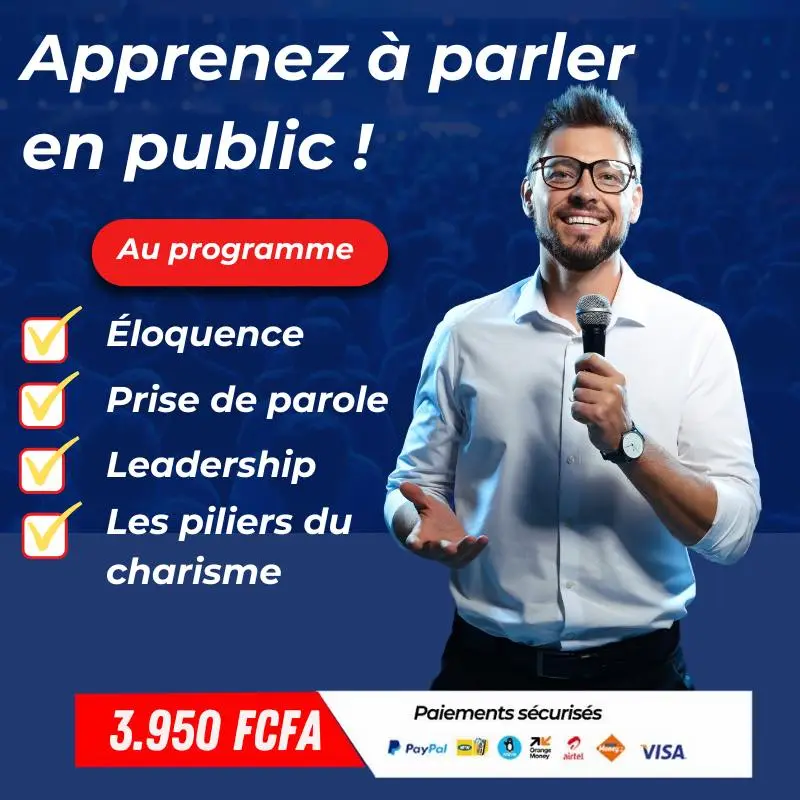 Apprenez à parler
en public !
Au programme
Éloquence
Prise de parole
Leadership
Les piliers du
charisme
3.950 FCFA
Paiements sécurisés
PayPal
Orange
Money
airtel
Money
VISA